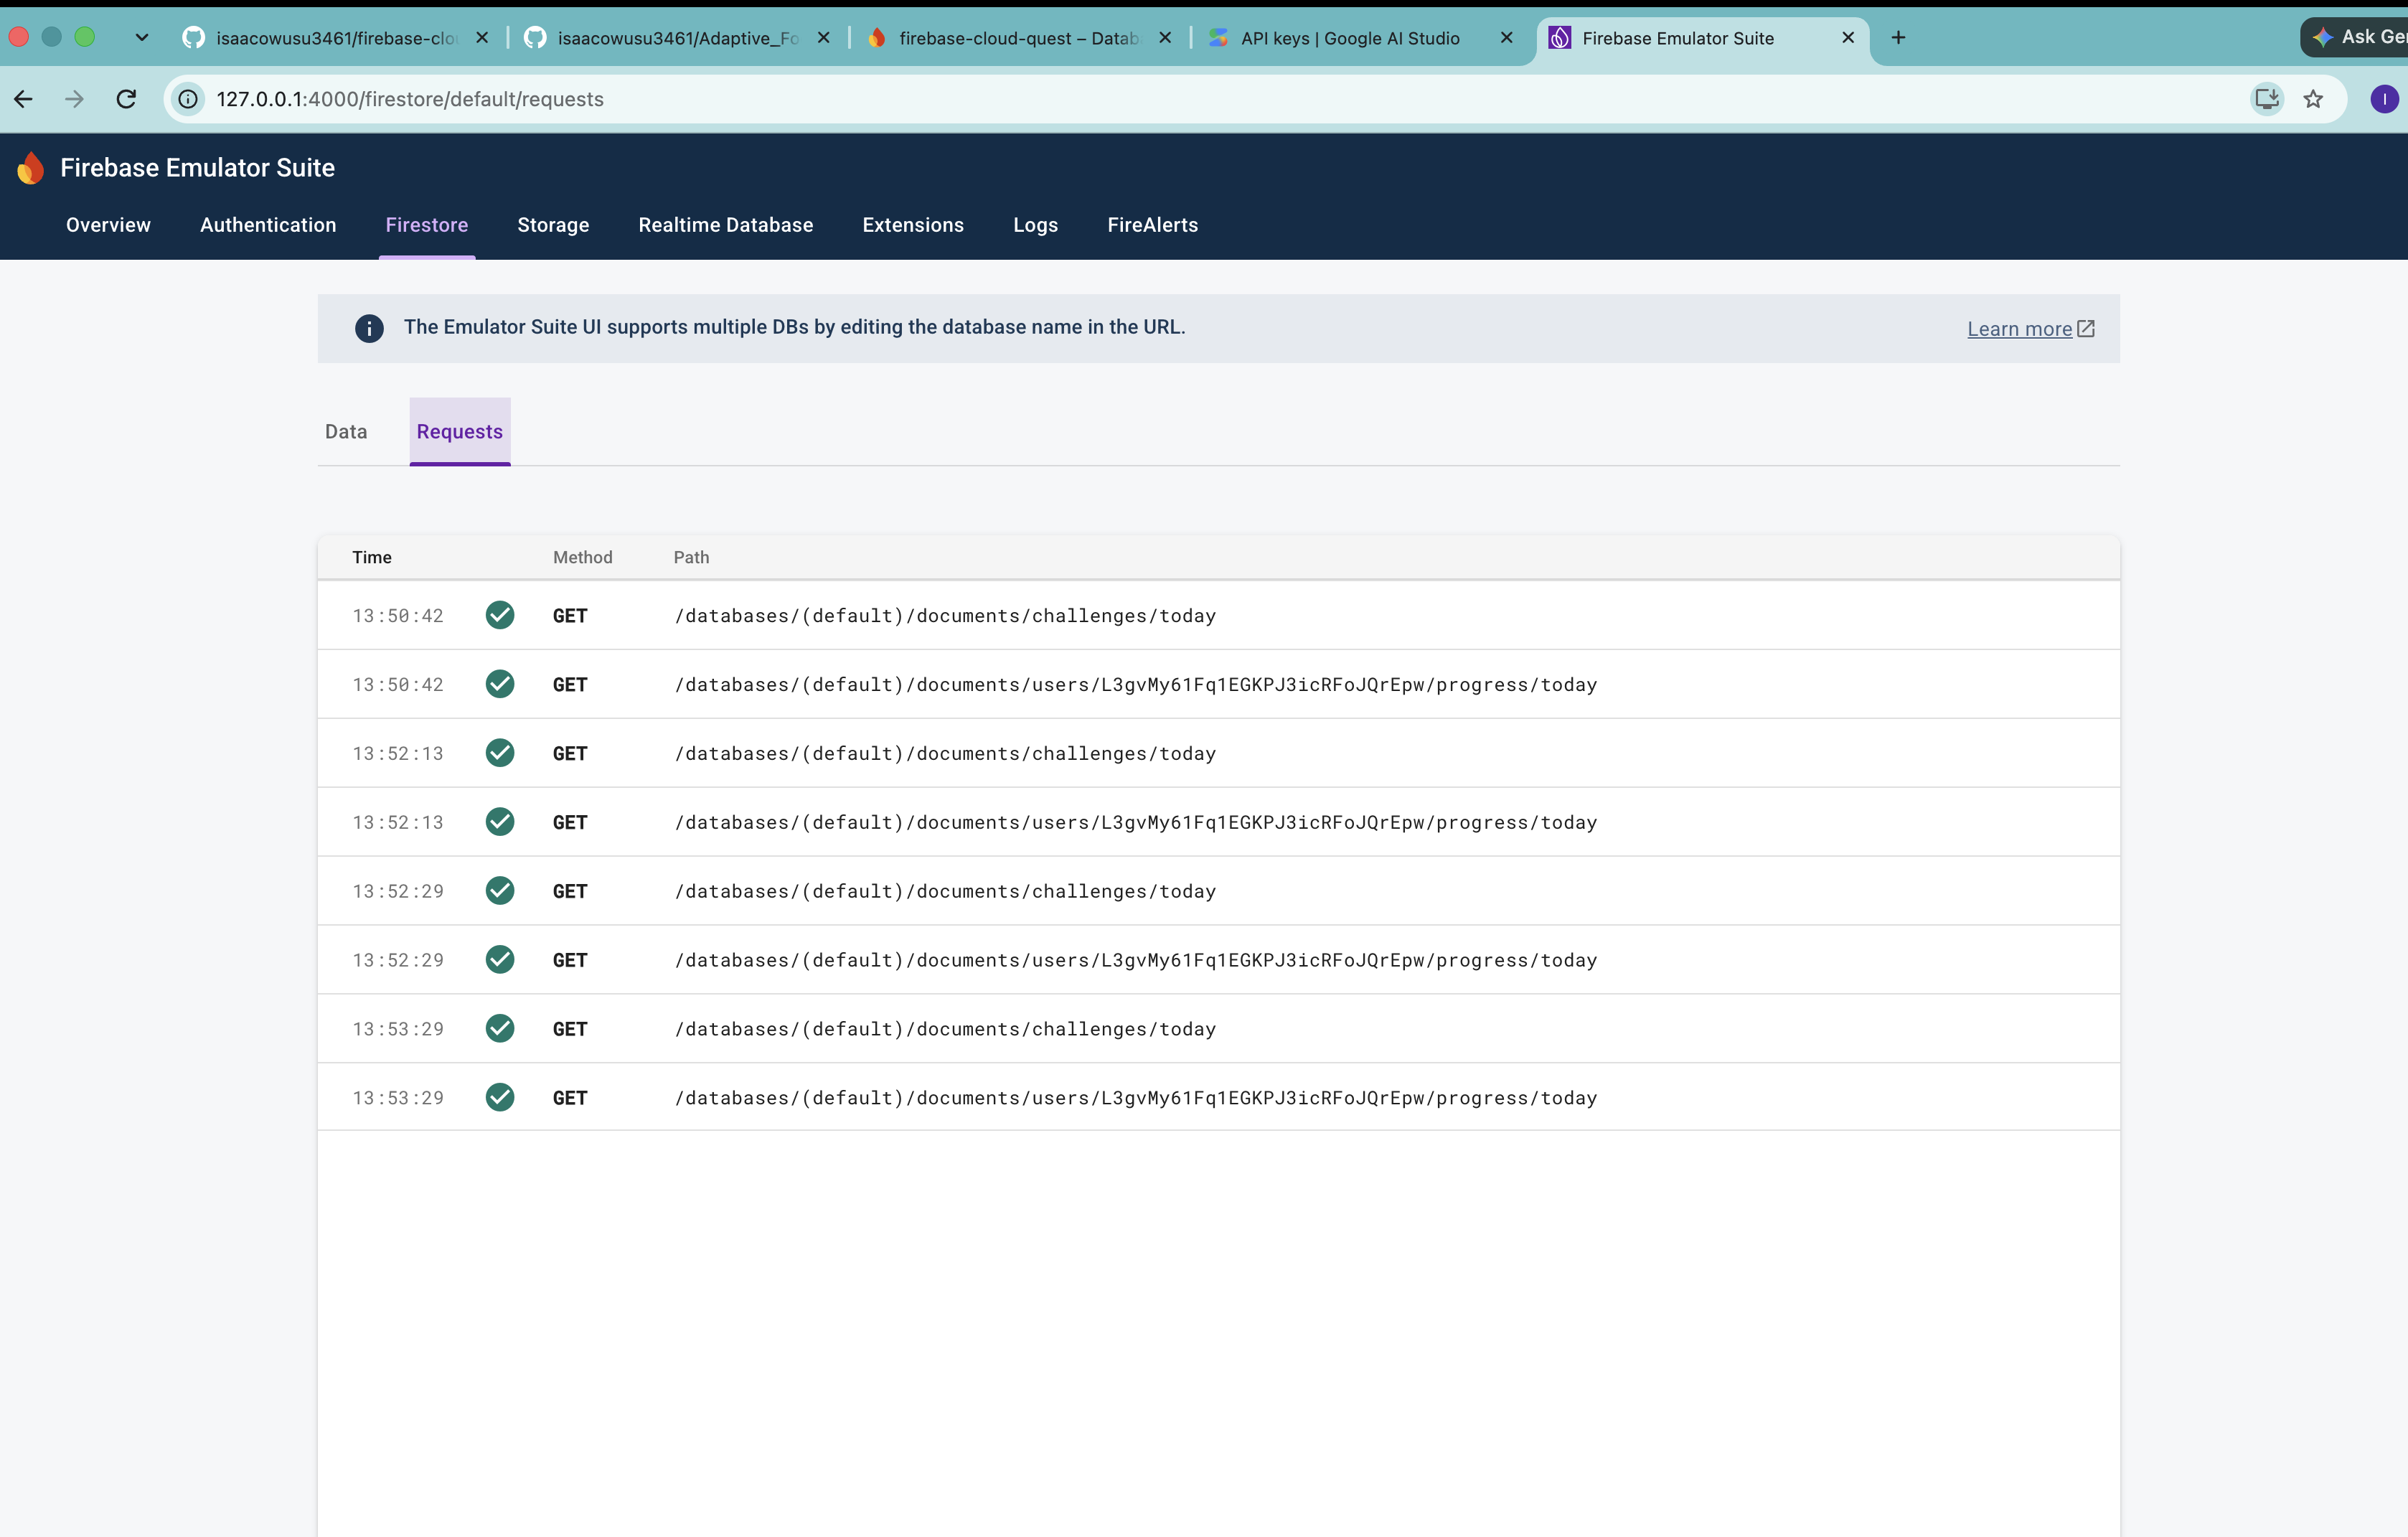 isaacowusu3461/firebase-clo
isaacowusu3461/Adaptive_Fo
firebase-cloud-quest – Datab
API keys | Google AI Studio
Firebase Emulator Suite
Ask Ge
127.0.0.1:4000/firestore/default/requests
I
Firebase Emulator Suite
Overview Authentication Firestore Storage Realtime Database Extensions Logs FireAlerts
The Emulator Suite UI supports multiple DBs by editing the database name in the URL. Learn more
Data Requests
Time Method Path
13:50:42 GET /databases/(default)/documents/challenges/today
13:50:42 GET /databases/(default)/documents/users/L3gvMy61Fq1EGKPJ3icRFoJQrEpw/progress/today
13:52:13 GET /databases/(default)/documents/challenges/today
13:52:13 GET /databases/(default)/documents/users/L3gvMy61Fq1EGKPJ3icRFoJQrEpw/progress/today
13:52:29 GET /databases/(default)/documents/challenges/today
13:52:29 GET /databases/(default)/documents/users/L3gvMy61Fq1EGKPJ3icRFoJQrEpw/progress/today
13:53:29 GET /databases/(default)/documents/challenges/today
13:53:29 GET /databases/(default)/documents/users/L3gvMy61Fq1EGKPJ3icRFoJQrEpw/progress/today